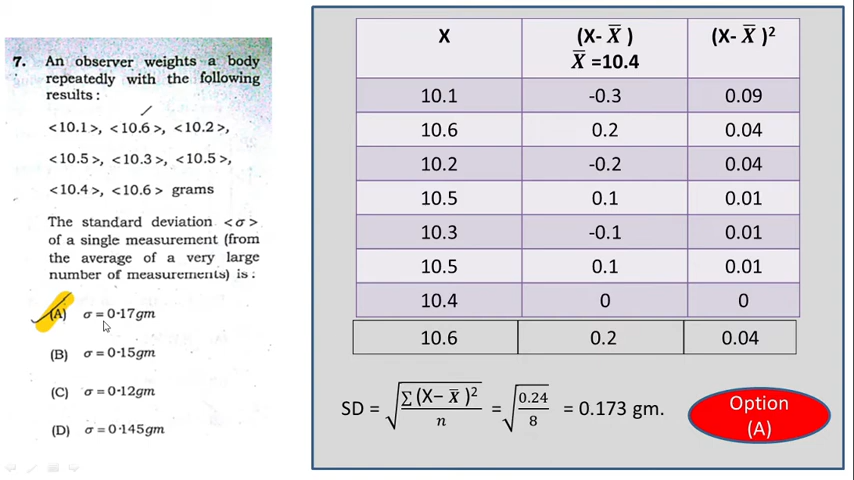 7. An observer weights a body
repeatedly with the following
results :
<10.1>, <10.6>, <10.2>,
<10.5>, <10.3>, <10.5>,
<10.4>, <10.6> grams
The standard deviation <σ>
of a single measurement (from
the average of a very large
number of measurements) is :
(A) σ = 0·17gm
(B) σ = 0·15gm
(C) σ = 0·12gm
(D) σ = 0·145gm
X (X- X̅ ) (X- X̅ )²
X̅ =10.4
10.1 -0.3 0.09
10.6 0.2 0.04
10.2 -0.2 0.04
10.5 0.1 0.01
10.3 -0.1 0.01
10.5 0.1 0.01
10.4 0 0
10.6 0.2 0.04
SD = √(∑ (X− X̅ )² / n) = √(0.24 / 8) = 0.173 gm.
Option
(A)